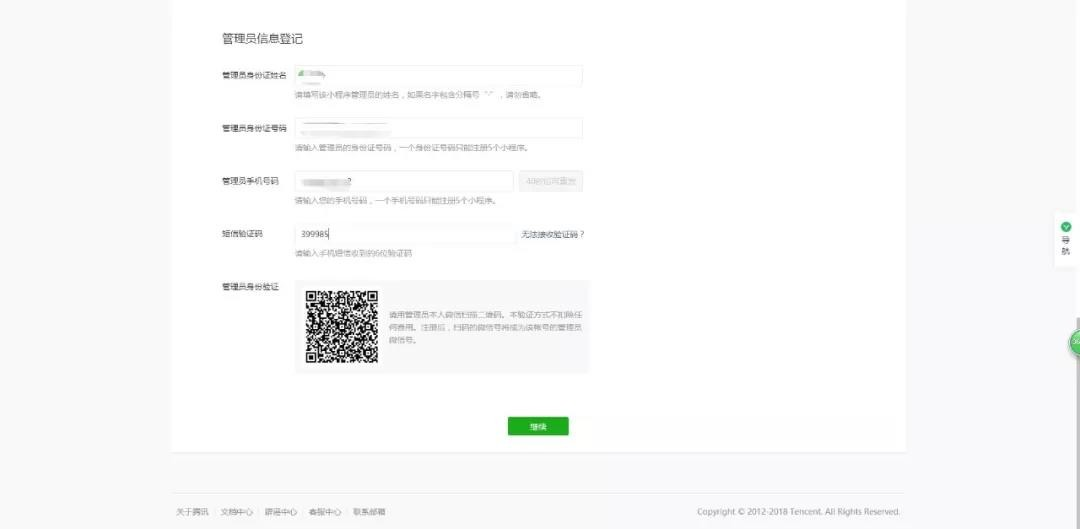 管理员信息登记
管理员身份证姓名
请填写该小程序管理员的姓名，如果名字包含分隔号“·”，请勿省略。
管理员身份证号码
请输入管理员的身份证号码，一个身份证号码只能注册5个小程序。
管理员手机号码
2
请输入您的手机号码，一个手机号码只能注册5个小程序。
短信验证码
399985
无法接收验证码？
请输入手机短信收到的6位验证码
管理员身份验证
请用管理员本人微信扫描二维码。本验证方式不扣除任
何费用。注册后，扫码的微信号将成为该帐号的管理员
微信号。
继续
导
航
关于腾讯 | 文档中心 | 辟谣中心 | 客服中心 | 联系邮箱
Copyright © 2012-2018 Tencent. All Rights Reserved.